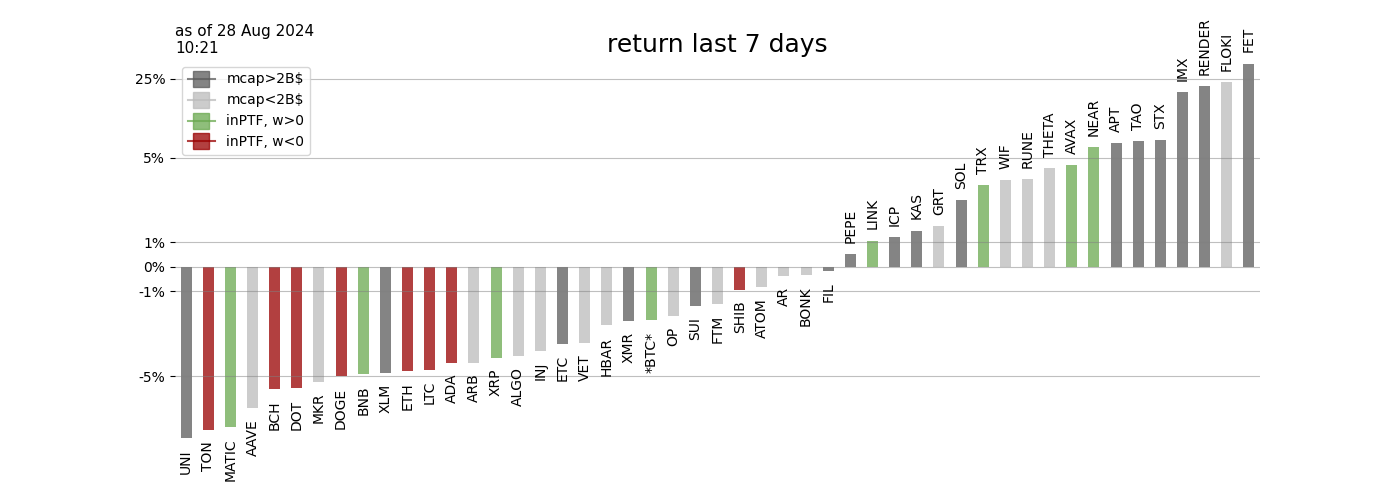 as of 28 Aug 2024
10:21
return last 7 days
mcap>2B$
mcap<2B$
inPTF, w>0
inPTF, w<0
25%
5%
1%
0%
-1%
-5%
UNI
TON
MATIC
AAVE
BCH
DOT
MKR
DOGE
BNB
XLM
ETH
LTC
ADA
ARB
XRP
ALGO
INJ
ETC
VET
HBAR
XMR
*BTC*
OP
SUI
FTM
SHIB
ATOM
AR
BONK
FIL
PEPE
LINK
ICP
KAS
GRT
SOL
TRX
WIF
RUNE
THETA
AVAX
NEAR
APT
TAO
STX
IMX
RENDER
FLOKI
FET